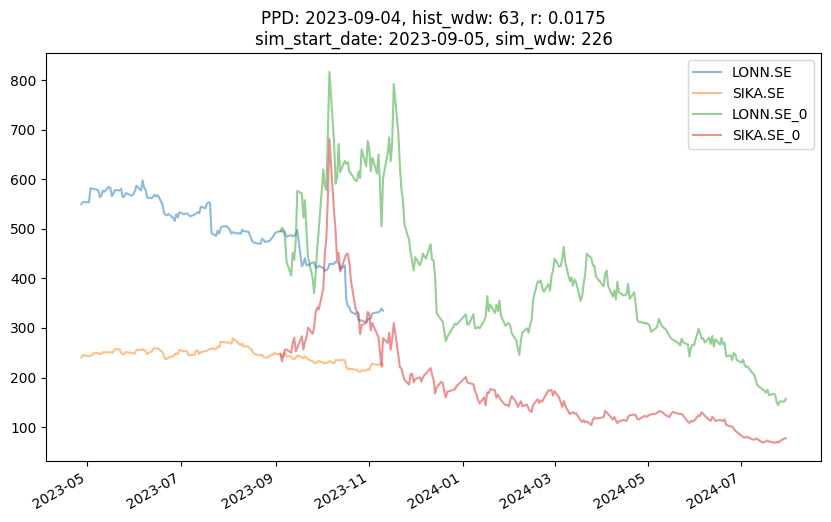 PPD: 2023-09-04, hist_wdw: 63, r: 0.0175
sim_start_date: 2023-09-05, sim_wdw: 226
LONN.SE
SIKA.SE
LONN.SE_0
SIKA.SE_0
800
700
600
500
400
300
200
100
2023-05
2023-07
2023-09
2023-11
2024-01
2024-03
2024-05
2024-07